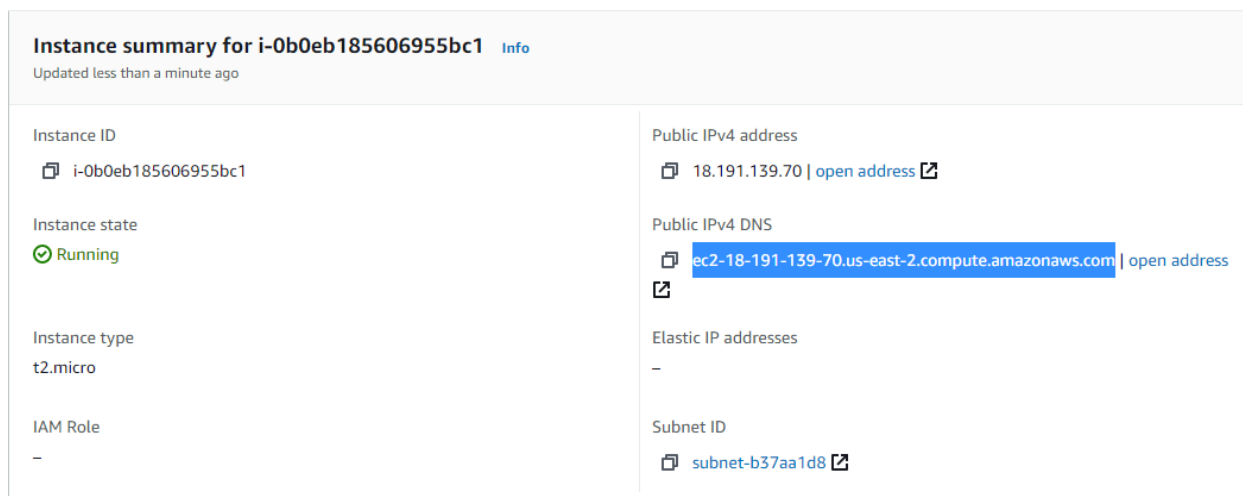 Instance summary for i-0b0eb185606955bc1 Info
Updated less than a minute ago
Instance ID
i-0b0eb185606955bc1
Public IPv4 address
18.191.139.70 | open address
Instance state
Running
Public IPv4 DNS
ec2-18-191-139-70.us-east-2.compute.amazonaws.com | open address
Instance type
t2.micro
Elastic IP addresses
–
IAM Role
–
Subnet ID
subnet-b37aa1d8